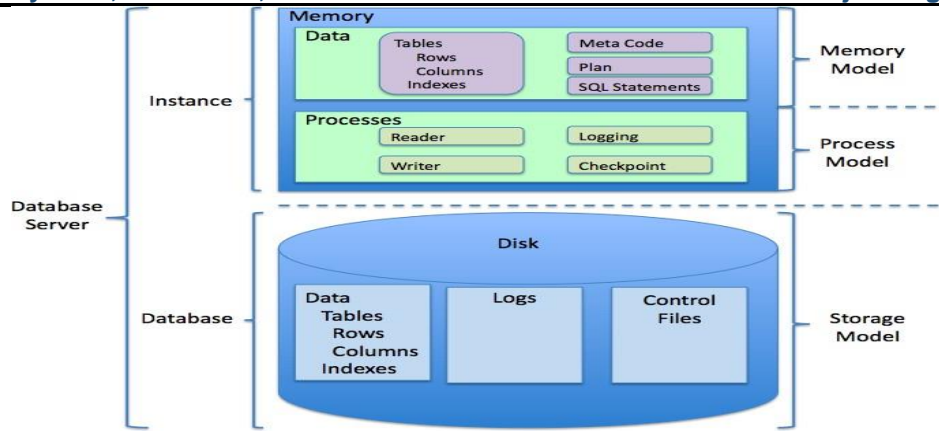 Memory
Data
Tables
Rows
Columns
Indexes
Meta Code
Plan
SQL Statements
Memory
Model
Instance
Processes
Reader
Logging
Writer
Checkpoint
Process
Model
Database
Server
Disk
Database
Data
Tables
Rows
Columns
Indexes
Logs
Control
Files
Storage
Model